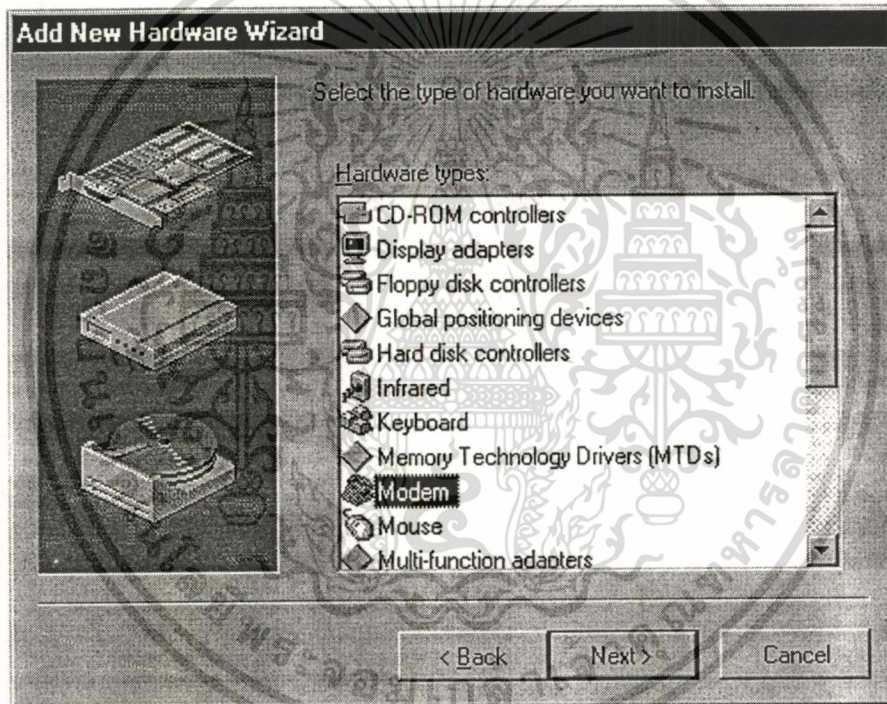 Add New Hardware Wizard
Select the type of hardware you want to install.
Hardware types:
CD-ROM controllers
Display adapters
Floppy disk controllers
Global positioning devices
Hard disk controllers
Infrared
Keyboard
Memory Technology Drivers (MTDs)
Modem
Mouse
Multi-function adapters
< Back
Next >
Cancel